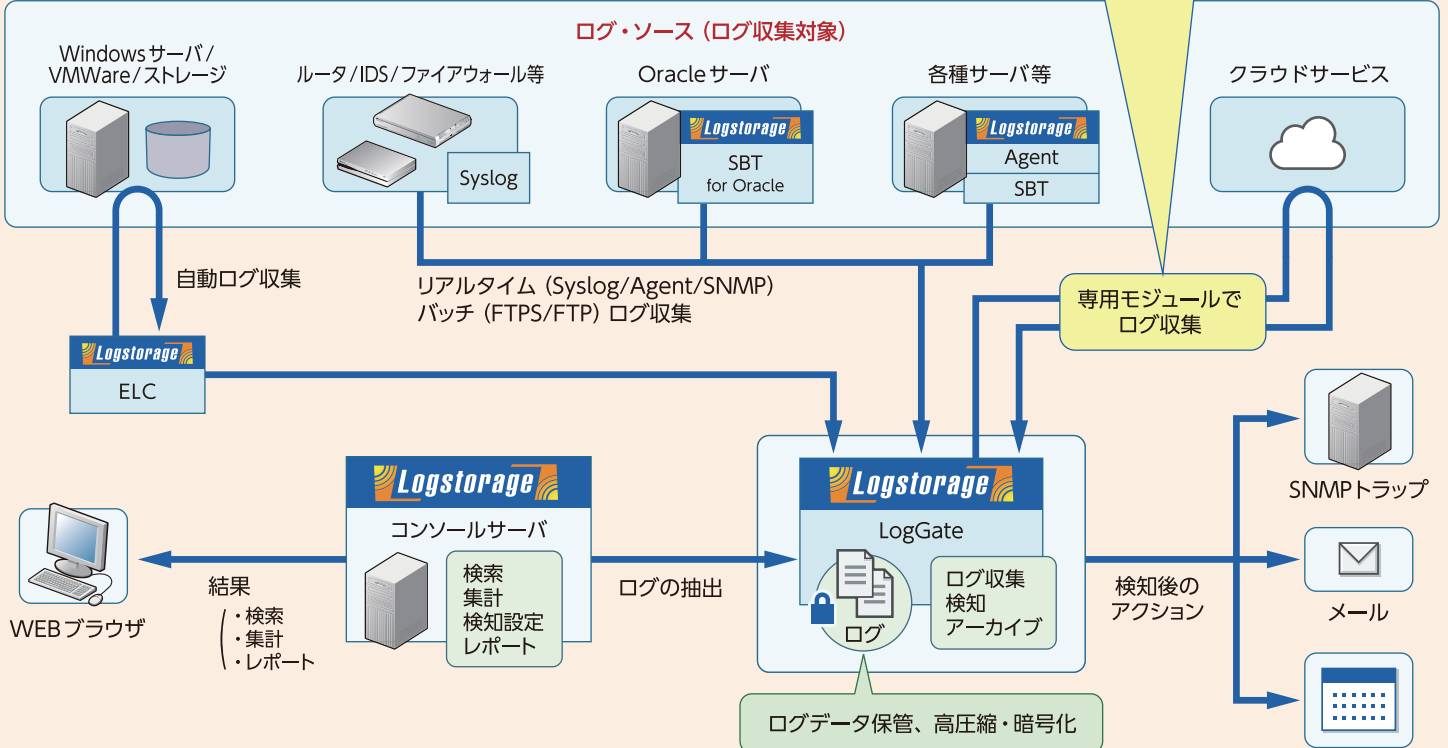 ログ・ソース（ログ収集対象）
Windowsサーバ/
VMWare/ストレージ
ルータ/IDS/ファイアウォール等
Oracleサーバ
各種サーバ等
クラウドサービス
Syslog
Logstorage
SBT
for Oracle
Logstorage
Agent
SBT
自動ログ収集
リアルタイム（Syslog/Agent/SNMP）
バッチ（FTPS/FTP）ログ収集
専用モジュールで
ログ収集
Logstorage
ELC
Logstorage
コンソールサーバ
検索
集計
検知設定
レポート
Logstorage
LogGate
ログ
ログ収集
検知
アーカイブ
SNMPトラップ
WEBブラウザ
結果
・検索
・集計
・レポート
ログの抽出
検知後の
アクション
メール
ログデータ保管、高圧縮・暗号化